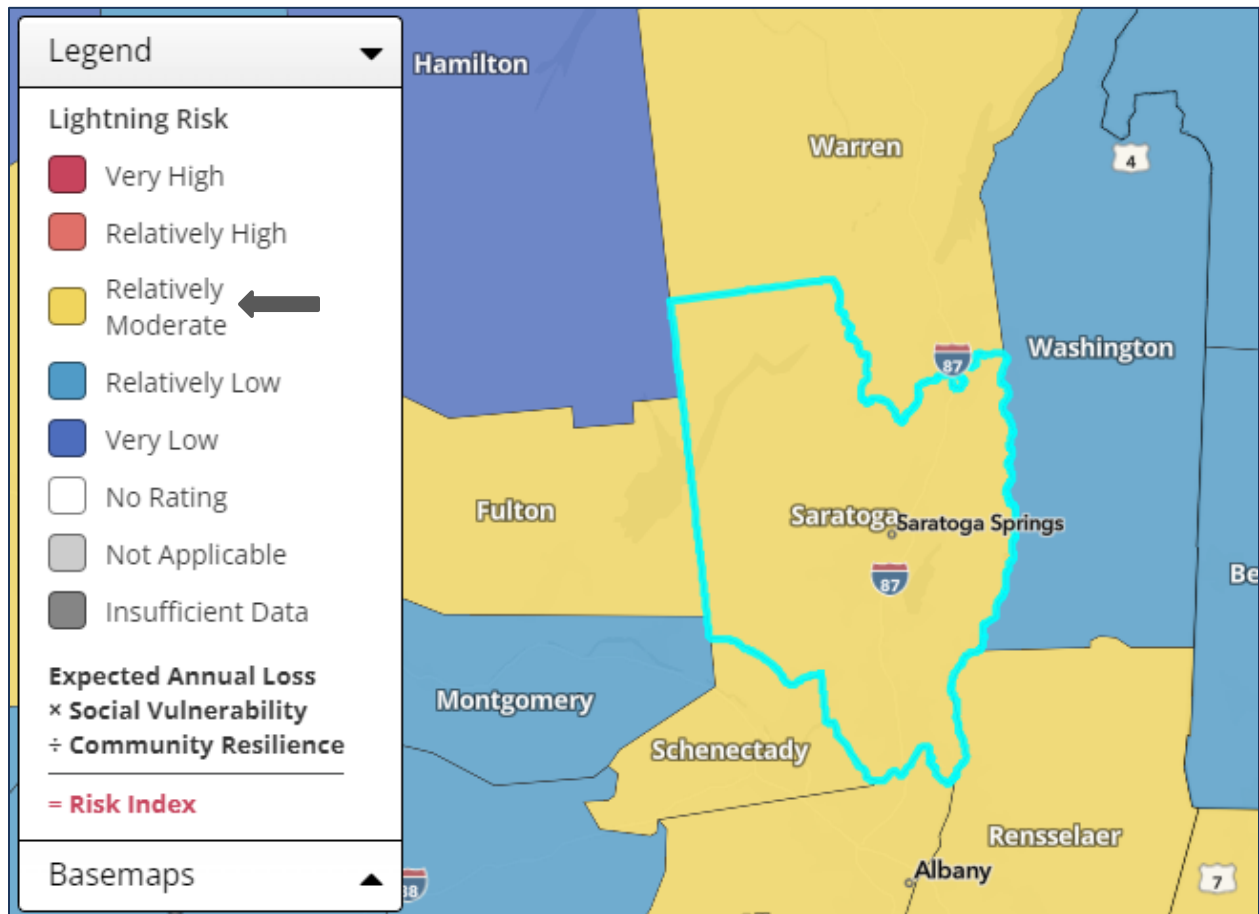 Legend
Lightning Risk
Very High
Relatively High
Relatively
Moderate
Relatively Low
Very Low
No Rating
Not Applicable
Insufficient Data
Expected Annual Loss
× Social Vulnerability
÷ Community Resilience
= Risk Index
Basemaps
Hamilton
Warren
4
87
Washington
Fulton
Saratoga
Saratoga Springs
87
Be
Montgomery
Schenectady
Rensselaer
Albany
88
7